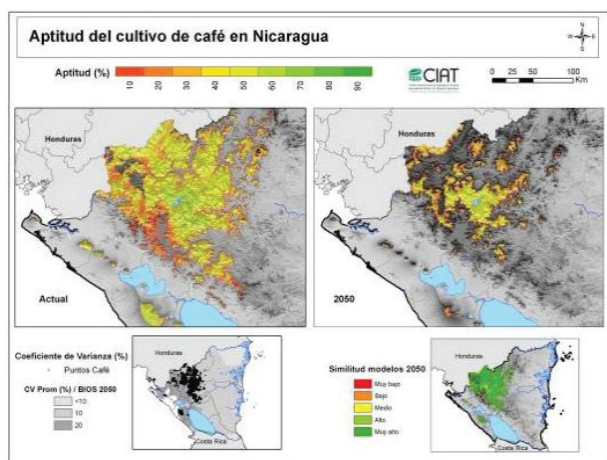 Aptitud del cultivo de café en Nicaragua
N
W E
S
Aptitud (%)
10 20 30 40 50 60 70 80 90
CIAT
0 25 50 100
Km
Honduras
Actual
Honduras
2050
Coeficiente de Varianza (%)
Puntos Café
CV Prom (%) / BIOS 2050
<10
10
20
Honduras
Costa Rica
Similitud modelos 2050
Muy bajo
Bajo
Medio
Alto
Muy alto
Honduras
Costa Rica